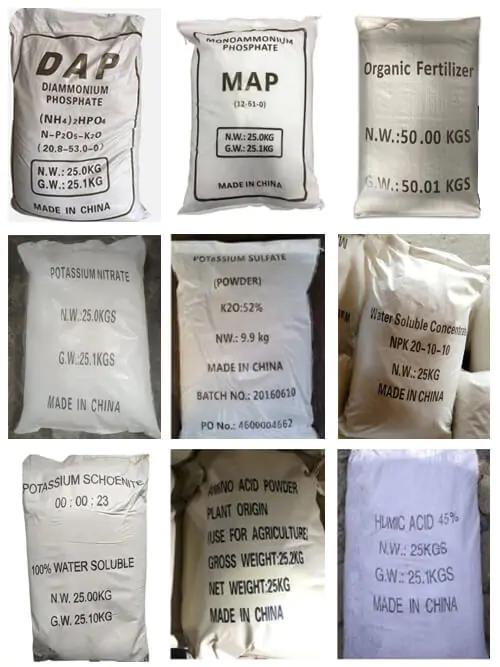 DAP
DIAMMONIUM
PHOSPHATE
(NH4)2HPO4
N-P2O5-K2O
(20.8-53.0-0)
N.W.: 25.0KG
G.W.: 25.1KG
MADE IN CHINA
MONOAMMONIUM
PHOSPHATE
MAP
(12-61-0)
N.W.: 25.0KG
G.W.: 25.1KG
MADE IN CHINA
Organic Fertilizer
N.W.:50.00 KGS
G.W.:50.01 KGS
POTASSIUM NITRATE
N.W.:25.0KGS
G.W.:25.1KGS
MADE IN CHINA
POTASSIUM SULFATE
(POWDER)
K2O:52%
NW.: 9.9 kg
MADE IN CHINA
BATCH NO.: 20160610
PO No.: 4600004662
Water Soluble Concentrate
NPK 20-10-10
N.W.: 25KG
MADE IN CHINA
POTASSIUM SCHOENITE
00 : 00 : 23
100% WATER SOLUBLE
N.W. 25.00KG
G.W. 25.10KG
AMINO ACID POWDER
PLANT ORIGIN
(USE FOR AGRICULTURE)
GROSS WEIGHT:25.2KG
NET WEIGHT:25KG
MADE IN CHINA
HUMIC ACID 45%
N.W.: 25KGS
G.W.: 25.1KGS
MADE IN CHINA